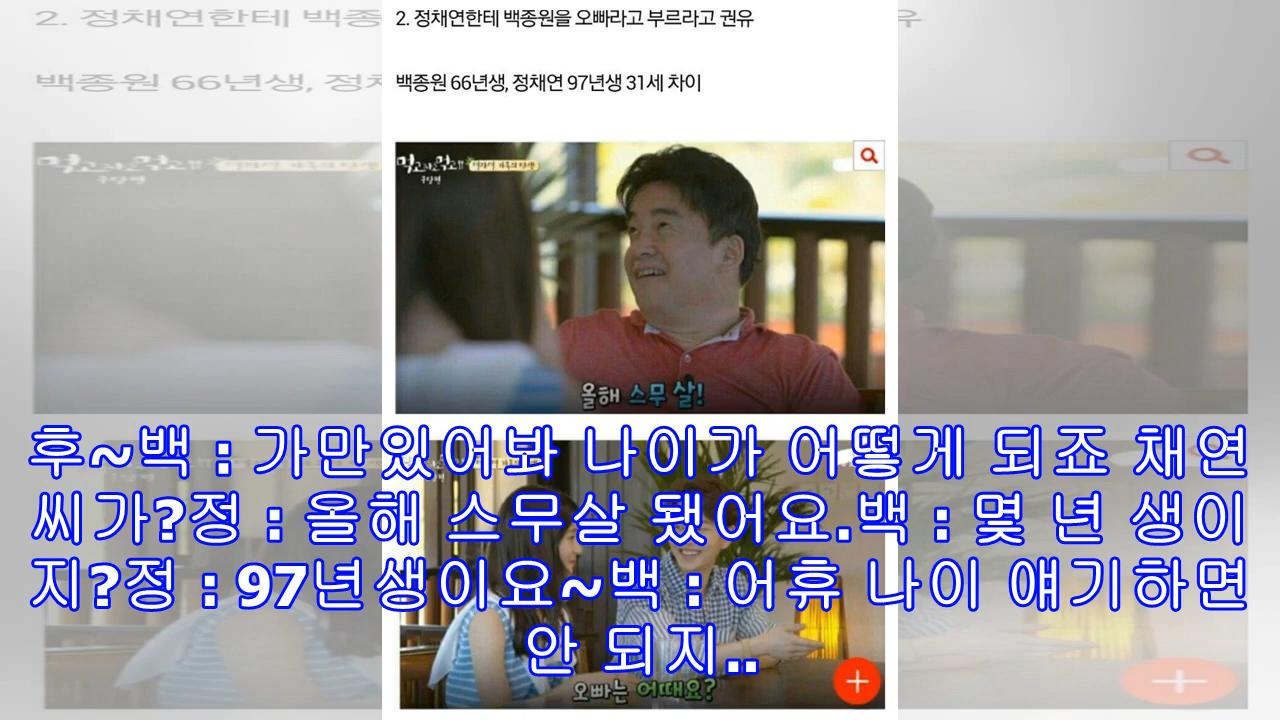 2. 정채연한테 백종원을 오빠라고 부르라고 권유
백종원 66년생, 정채연 97년생 31세 차이
올해 스무 살!
후~백 : 가만있어봐 나이가 어떻게 되죠 채연
씨가?정 : 올해 스무살 됐어요.백 : 몇 년 생이
지?정 : 97년생이요~백 : 어휴 나이 얘기하면
안 되지..
오빠는 어때요?